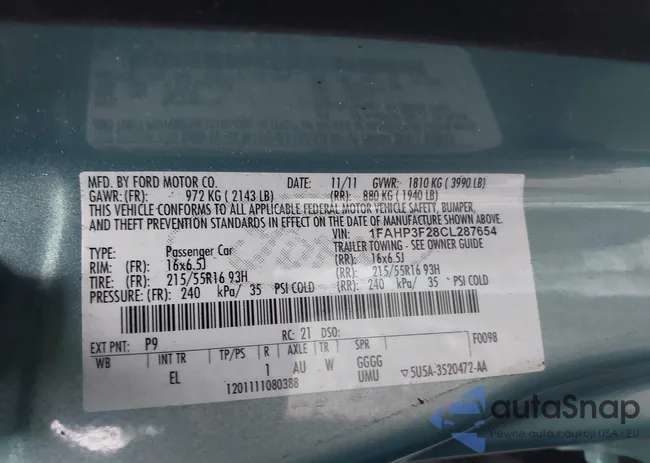 MFD. BY FORD MOTOR CO. DATE: 11/11 GVWR: 1810 KG ( 3990 LB)
GAWR: (FR): 972 KG ( 2143 LB) (RR): 880 KG ( 1940 LB)
THIS VEHICLE CONFORMS TO ALL APPLICABLE FEDERAL MOTOR VEHICLE SAFETY, BUMPER,
AND THEFT PREVENTION STANDARDS IN EFFECT ON THE DATE OF MANUFACTURE SHOWN ABOVE.
VIN: 1FAHP3F28CL287654
TYPE: Passenger Car TRAILER TOWING - SEE OWNER GUIDE
RIM: (FR): 16x6.5J (RR): 16x6.5J
TIRE: (FR): 215/55R16 93H (RR): 215/55R16 93H
PRESSURE: (FR): 240 kPa/ 35 PSI COLD (RR): 240 kPa/ 35 PSI COLD
EXT PNT: P9 RC: 21 DSO: F0098
WB INT TR TP/PS R AXLE TR SPR
EL 1 AU W GGGG
UMU 5U5A-3520472-AA
1201111080388
autaSnap
Pewne auta z aukcji USA - EU